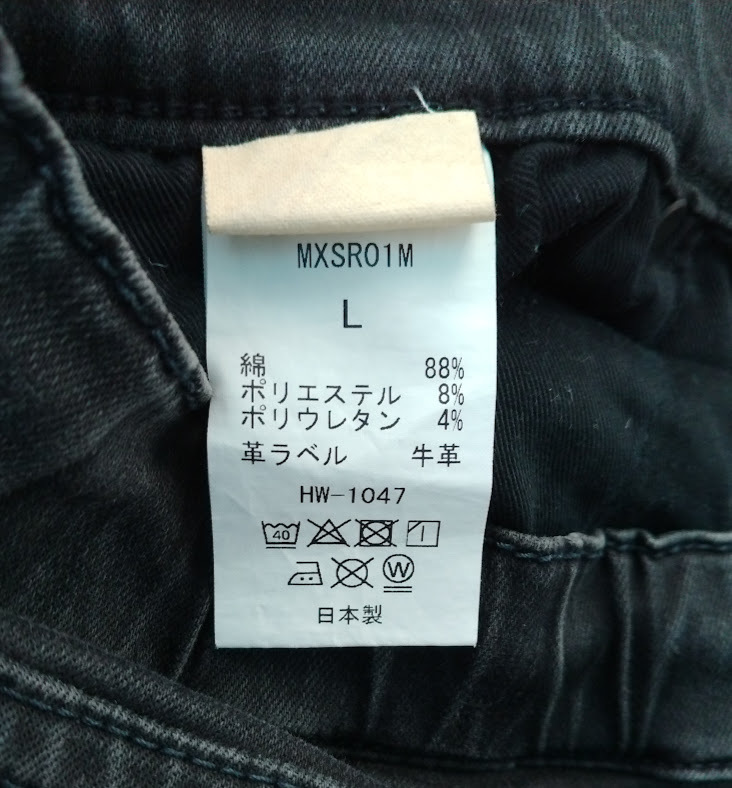 MXSR01M
L
綿 88%
ポリエステル 8%
ポリウレタン 4%
革ラベル 牛革
HW-1047
40
W
日本製